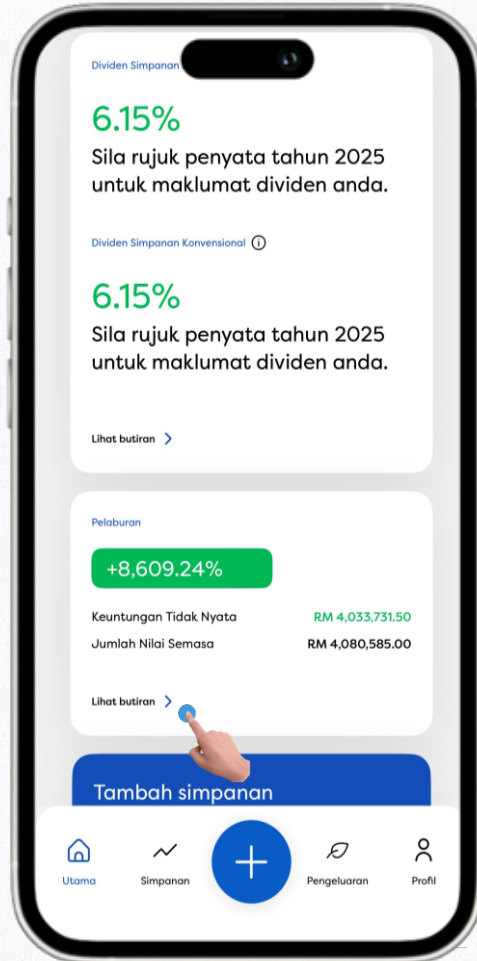 Dividen Simpanan
6.15%
Sila rujuk penyata tahun 2025
untuk maklumat dividen anda.
Dividen Simpanan Konvensional
6.15%
Sila rujuk penyata tahun 2025
untuk maklumat dividen anda.
Lihat butiran
Pelaburan
+8,609.24%
Keuntungan Tidak Nyata RM 4,033,731.50
Jumlah Nilai Semasa RM 4,080,585.00
Lihat butiran
Tambah simpanan
Utama Simpanan Pengeluaran Profil